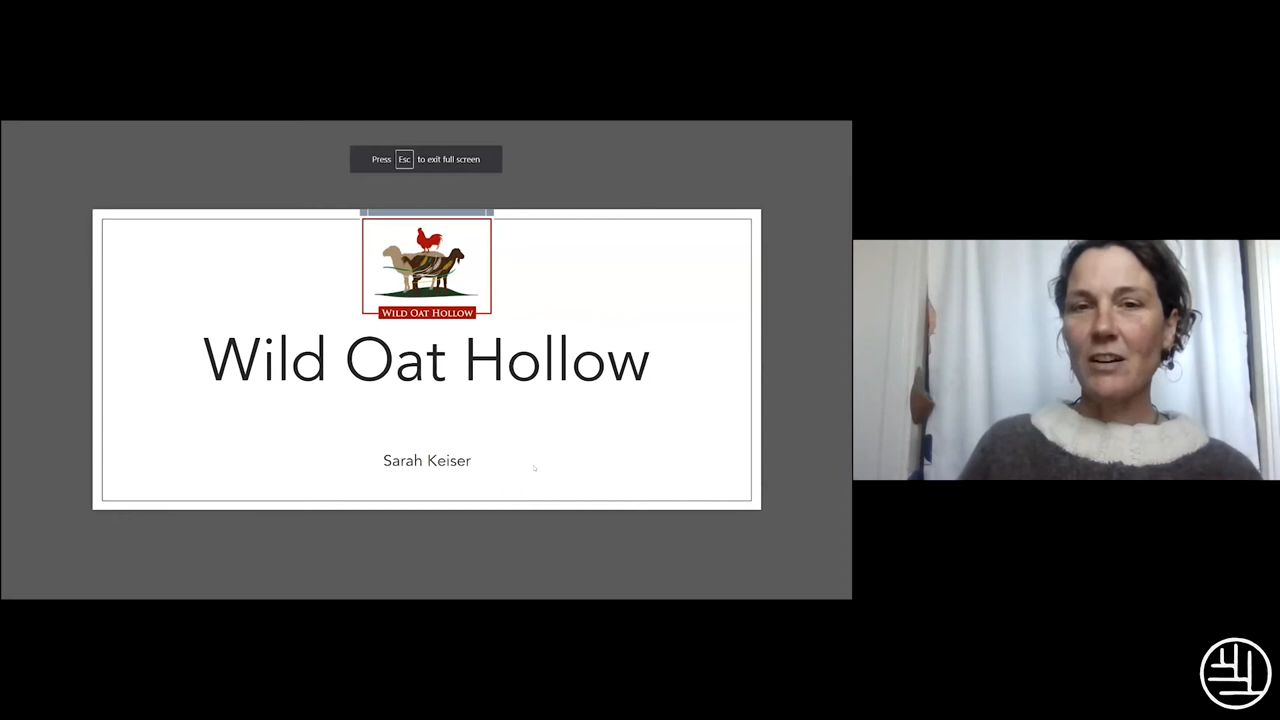 Press Esc to exit full screen
WILD OAT HOLLOW
Wild Oat Hollow
Sarah Keiser